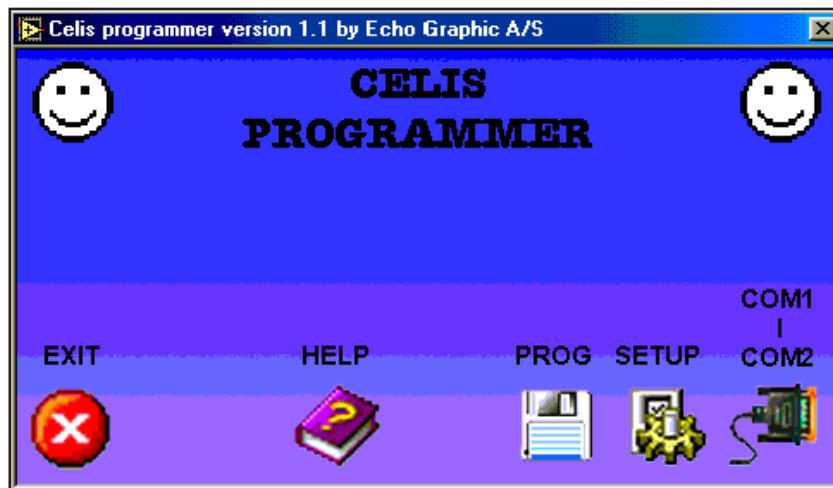 Celis programmer version 1.1 by Echo Graphic A/S
CELIS
PROGRAMMER
COM1
|
EXIT HELP PROG SETUP COM2
?